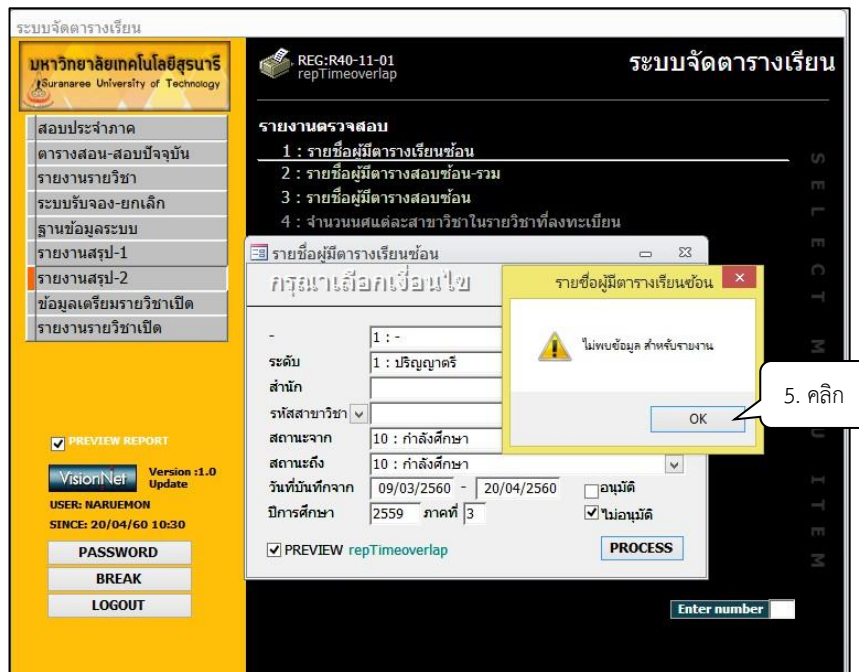 ระบบจัดตารางเรียน
มหาวิทยาลัยเทคโนโลยีสุรนารี
Suranaree University of Technology
REG:R40-11-01
repTimeoverlap
ระบบจัดตารางเรียน
สอบประจำภาค
ตารางสอน-สอบปัจจุบัน
รายงานรายวิชา
ระบบรับจอง-ยกเลิก
ฐานข้อมูลระบบ
รายงานสรุป-1
รายงานสรุป-2
ข้อมูลเตรียมรายวิชาเปิด
รายงานรายวิชาเปิด
รายงานตรวจสอบ
1 : รายชื่อผู้มีตารางเรียนซ้อน
2 : รายชื่อผู้มีตารางสอบซ้อน-รวม
3 : รายชื่อผู้มีตารางสอบซ้อน
4 : จำนวนนศแต่ละสาขาวิชาในรายวิชาที่ลงทะเบียน
รายชื่อผู้มีตารางเรียนซ้อน
กรุณาเลือกเงื่อนไข
- 1 : -
ระดับ 1 : ปริญญาตรี
สำนัก
รหัสสาขาวิชา
สถานะจาก 10 : กำลังศึกษา
สถานะถึง 10 : กำลังศึกษา
วันที่บันทึกจาก 09/03/2560 - 20/04/2560 อนุมัติ
ปีการศึกษา 2559 ภาคที่ 3 ไม่อนุมัติ
PREVIEW repTimeoverlap PROCESS
รายชื่อผู้มีตารางเรียนซ้อน
ไม่พบข้อมูล สำหรับรายงาน
OK
5. คลิก
PREVIEW REPORT
VisionNet Version :1.0
Update
USER: NARUEMON
SINCE: 20/04/60 10:30
PASSWORD
BREAK
LOGOUT
Enter number